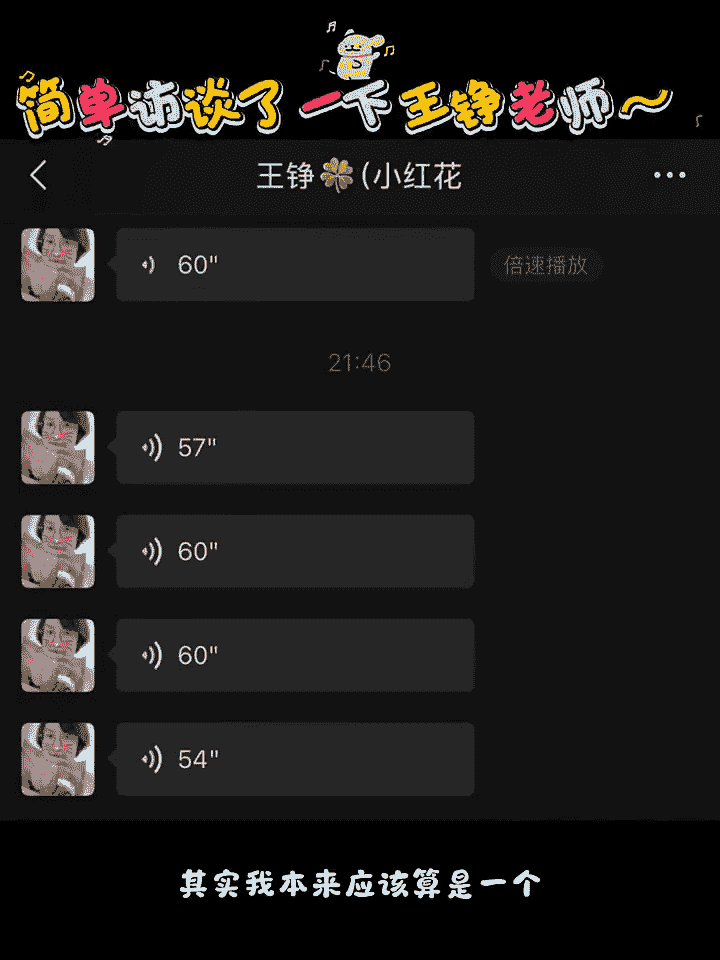 简单访谈了一下王铮老师～
王铮🍀(小红花
60"
倍速播放
21:46
57"
60"
60"
54"
其实我本来应该算是一个